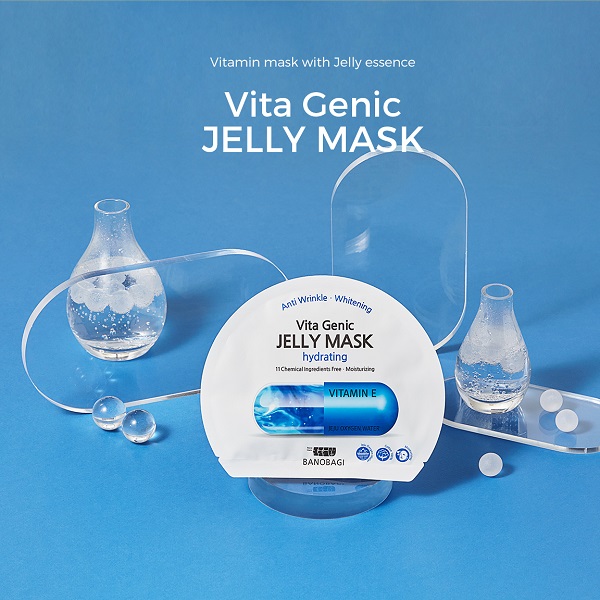 Vitamin mask with Jelly essence
Vita Genic
JELLY MASK
Anti Wrinkle · Whitening
Vita Genic
JELLY MASK
hydrating
11 Chemical Ingredients Free · Moisturizing
VITAMIN E
BANOBAGI